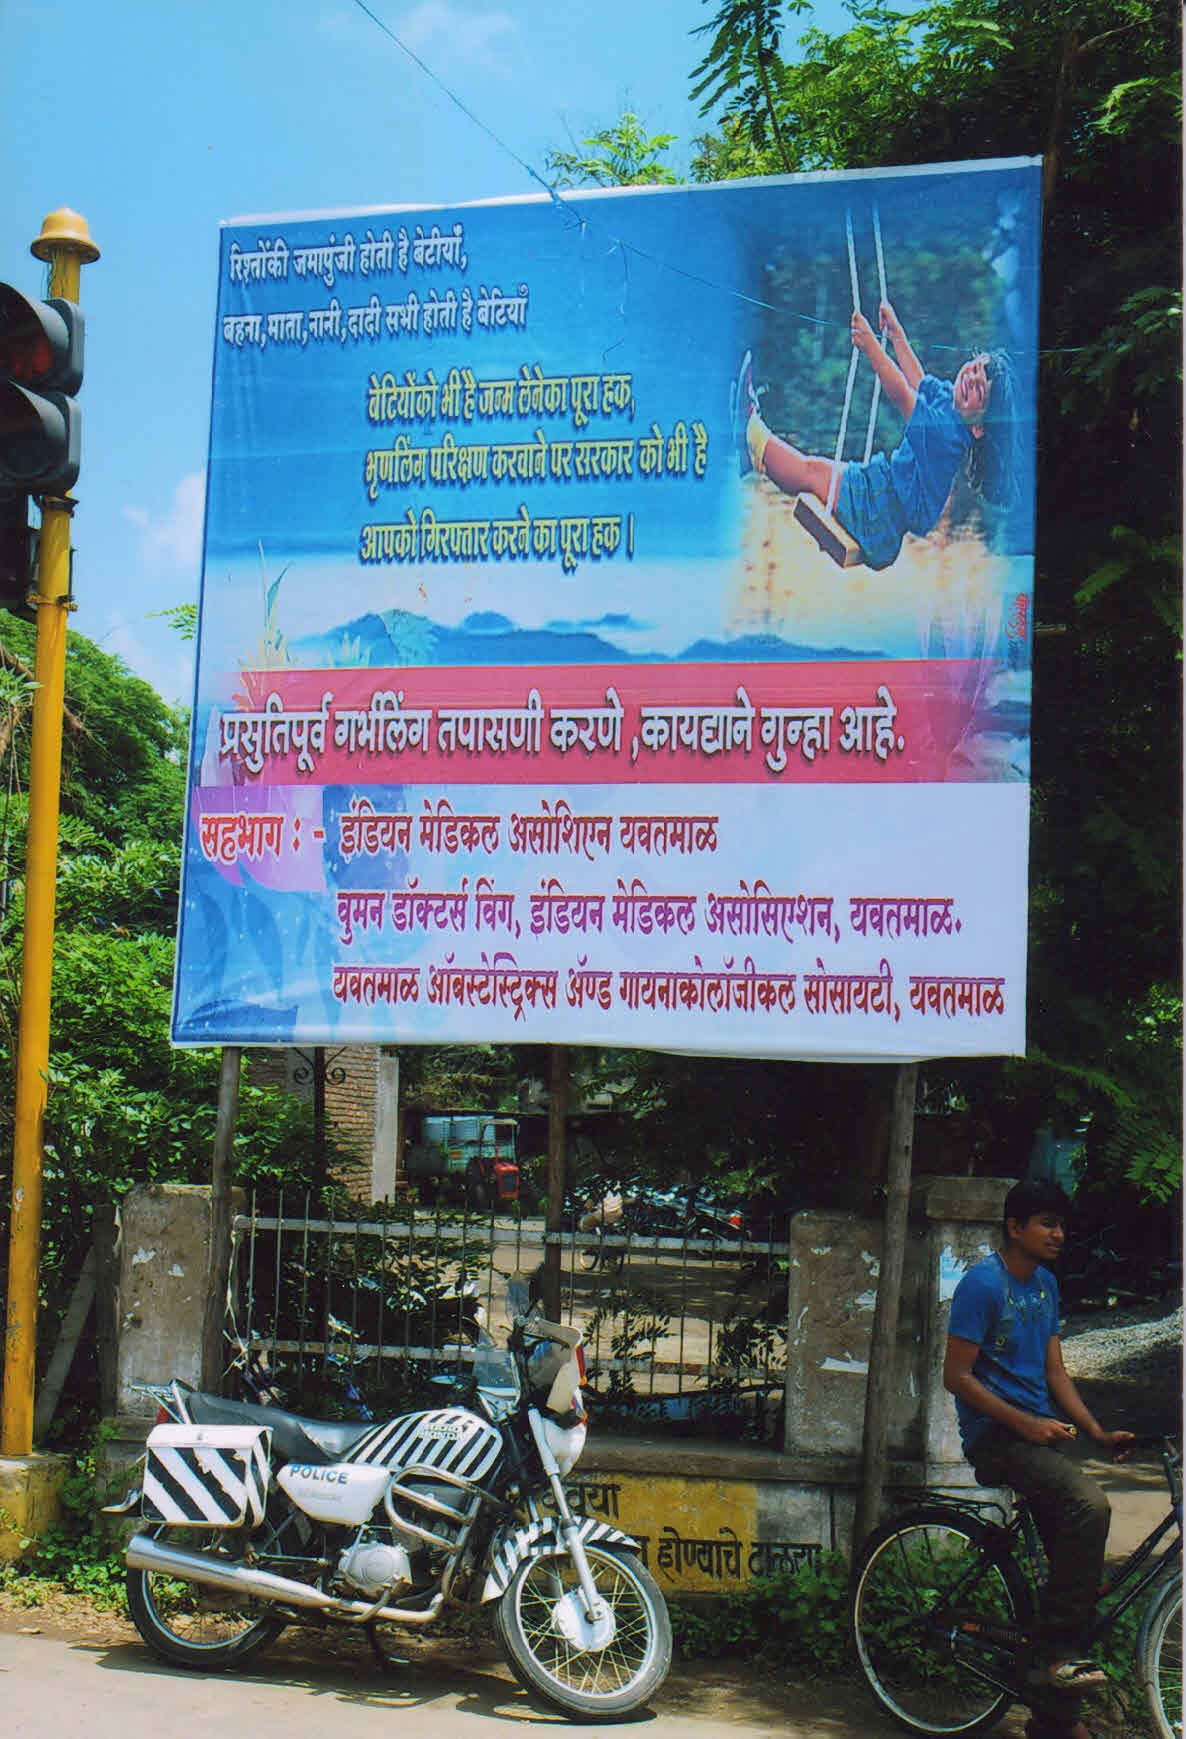 रिश्तोंकी जमापुंजी होती है बेटीयाँ,
बहना,माता,नानी,दादी सभी होती है बेटियाँ
बेटियोंको भी है जन्म लेनेका पूरा हक,
भृणलिंग परिक्षण करवाने पर सरकार को भी है
आपको गिरफ्तार करने का पूरा हक ।
प्रसुतिपूर्व गर्भलिंग तपासणी करणे ,कायद्याने गुन्हा आहे.
सहभाग : - इंडियन मेडिकल असोशिएन यवतमाळ
वुमन डॉक्टर्स विंग, इंडियन मेडिकल असोसिएशन, यवतमाळ.
यवतमाळ ऑबस्टेस्ट्रिक्स ॲण्ड गायनाकोलॉजीकल सोसायटी, यवतमाळ
POLICE
HONDA
होण्याचे टाळा